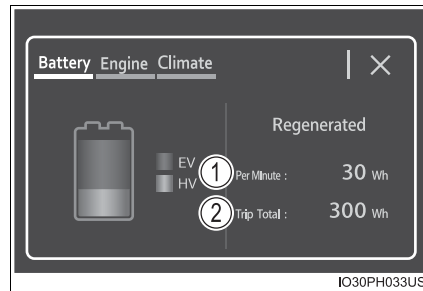 Battery Engine Climate
Regenerated
EV
HV
1 Per Minute : 30 Wh
2 Trip Total : 300 Wh
IO30PH033US